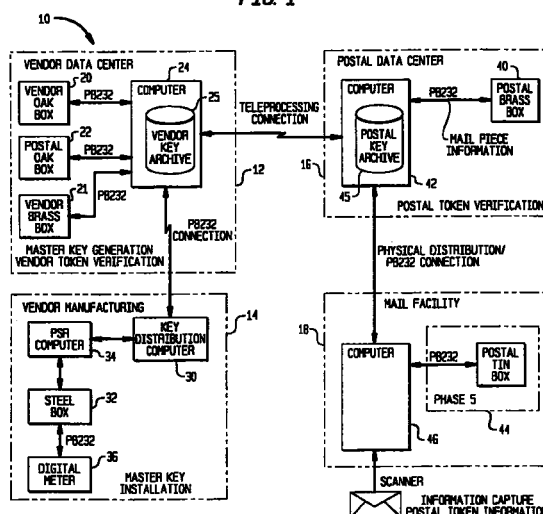 FIG. 1
10
VENDOR DATA CENTER
20
VENDOR
OAK
BOX
PB232
22
POSTAL
OAK
BOX
PB232
21
VENDOR
BRASS
BOX
PB232
24
COMPUTER
25
VENDOR
KEY
ARCHIVE
12
MASTER KEY GENERATION
VENDOR TOKEN VERIFICATION
TELEPROCESSING
CONNECTION
PB232
CONNECTION
POSTAL DATA CENTER
COMPUTER
POSTAL
KEY
ARCHIVE
45
42
16
PB232
40
POSTAL
BRASS
BOX
MAIL PIECE
INFORMATION
POSTAL TOKEN VERIFICATION
PHYSICAL DISTRIBUTION/
PB232 CONNECTION
VENDOR MANUFACTURING
14
PSR
COMPUTER
34
KEY
DISTRIBUTION
COMPUTER
30
STEEL
BOX
32
PB232
DIGITAL
METER
36
MASTER KEY
INSTALLATION
MAIL FACILITY
18
COMPUTER
46
PB232
POSTAL
TIN
BOX
PHASE 5
44
SCANNER
INFORMATION CAPTURE
POSTAL TOKEN INFORMATION